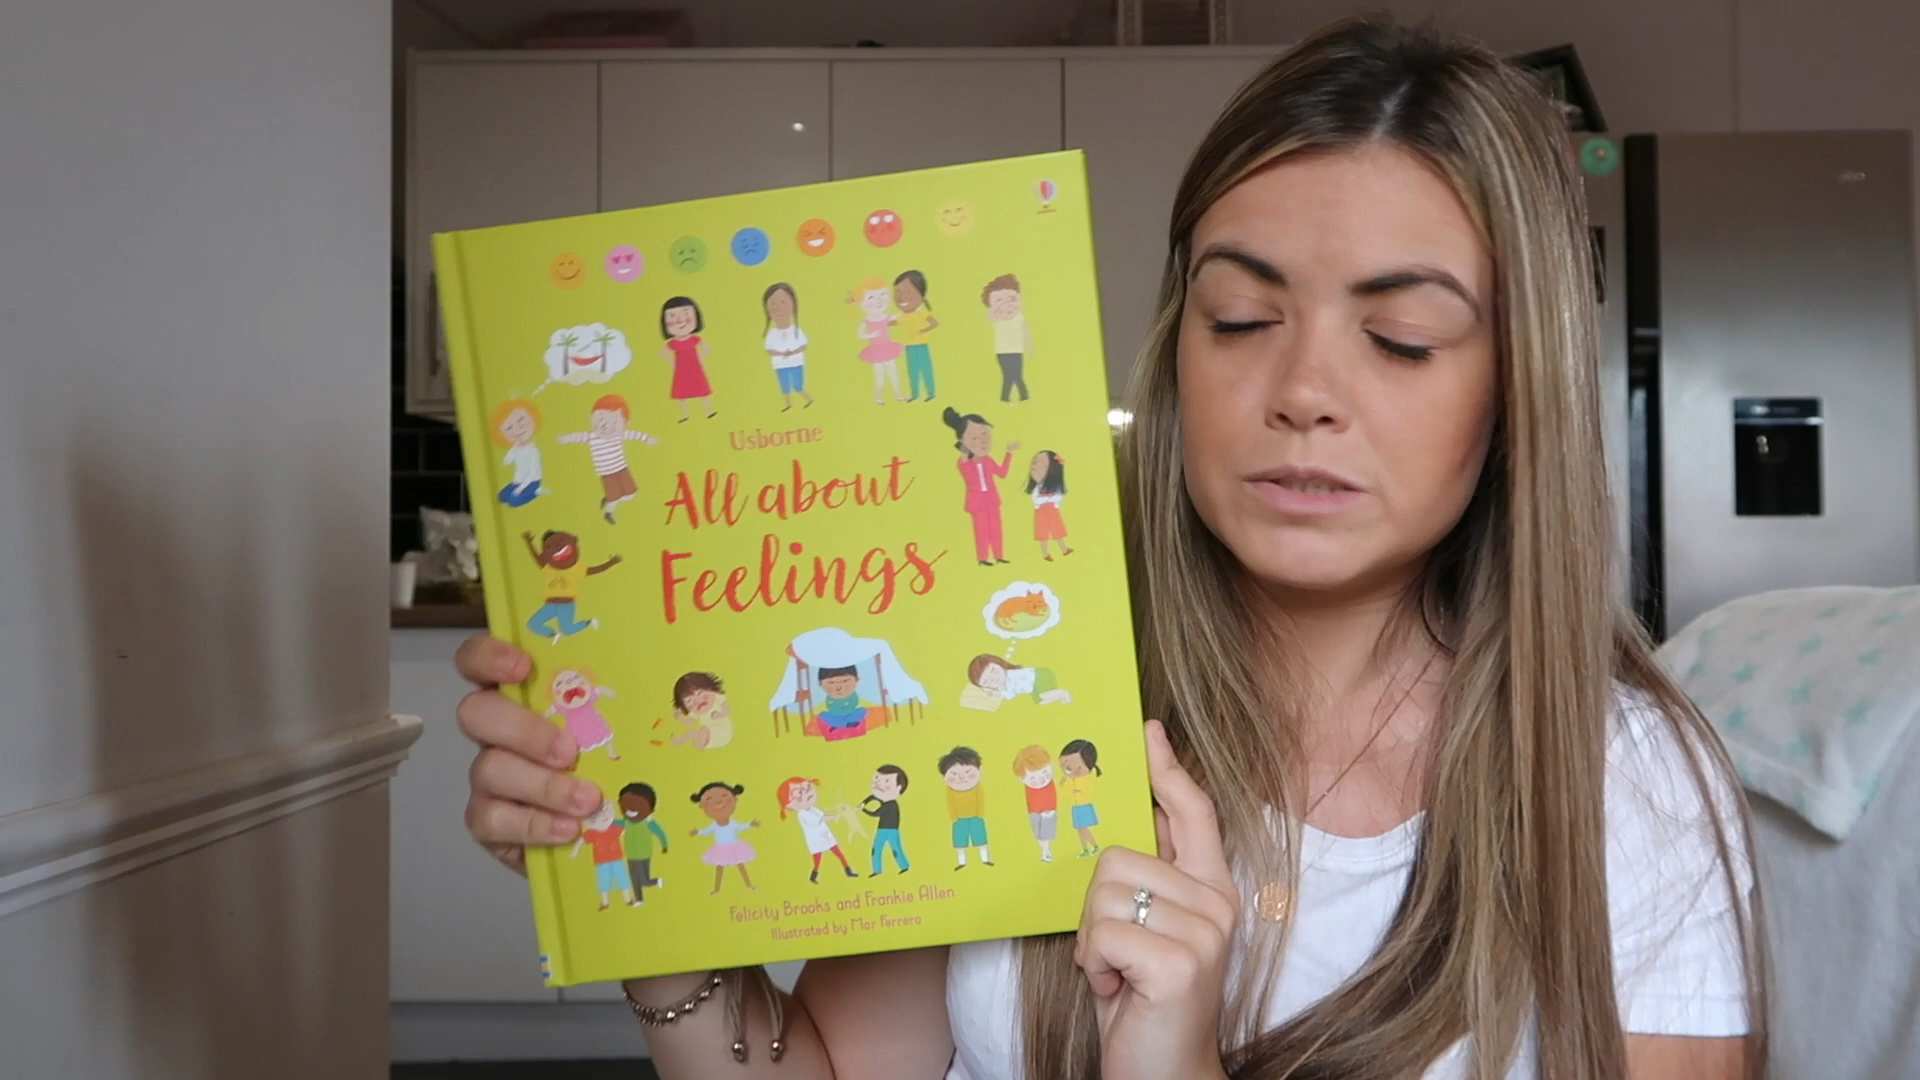 Usborne
All about
Feelings
Felicity Brooks and Frankie Allen
Illustrated by Mar Ferrero